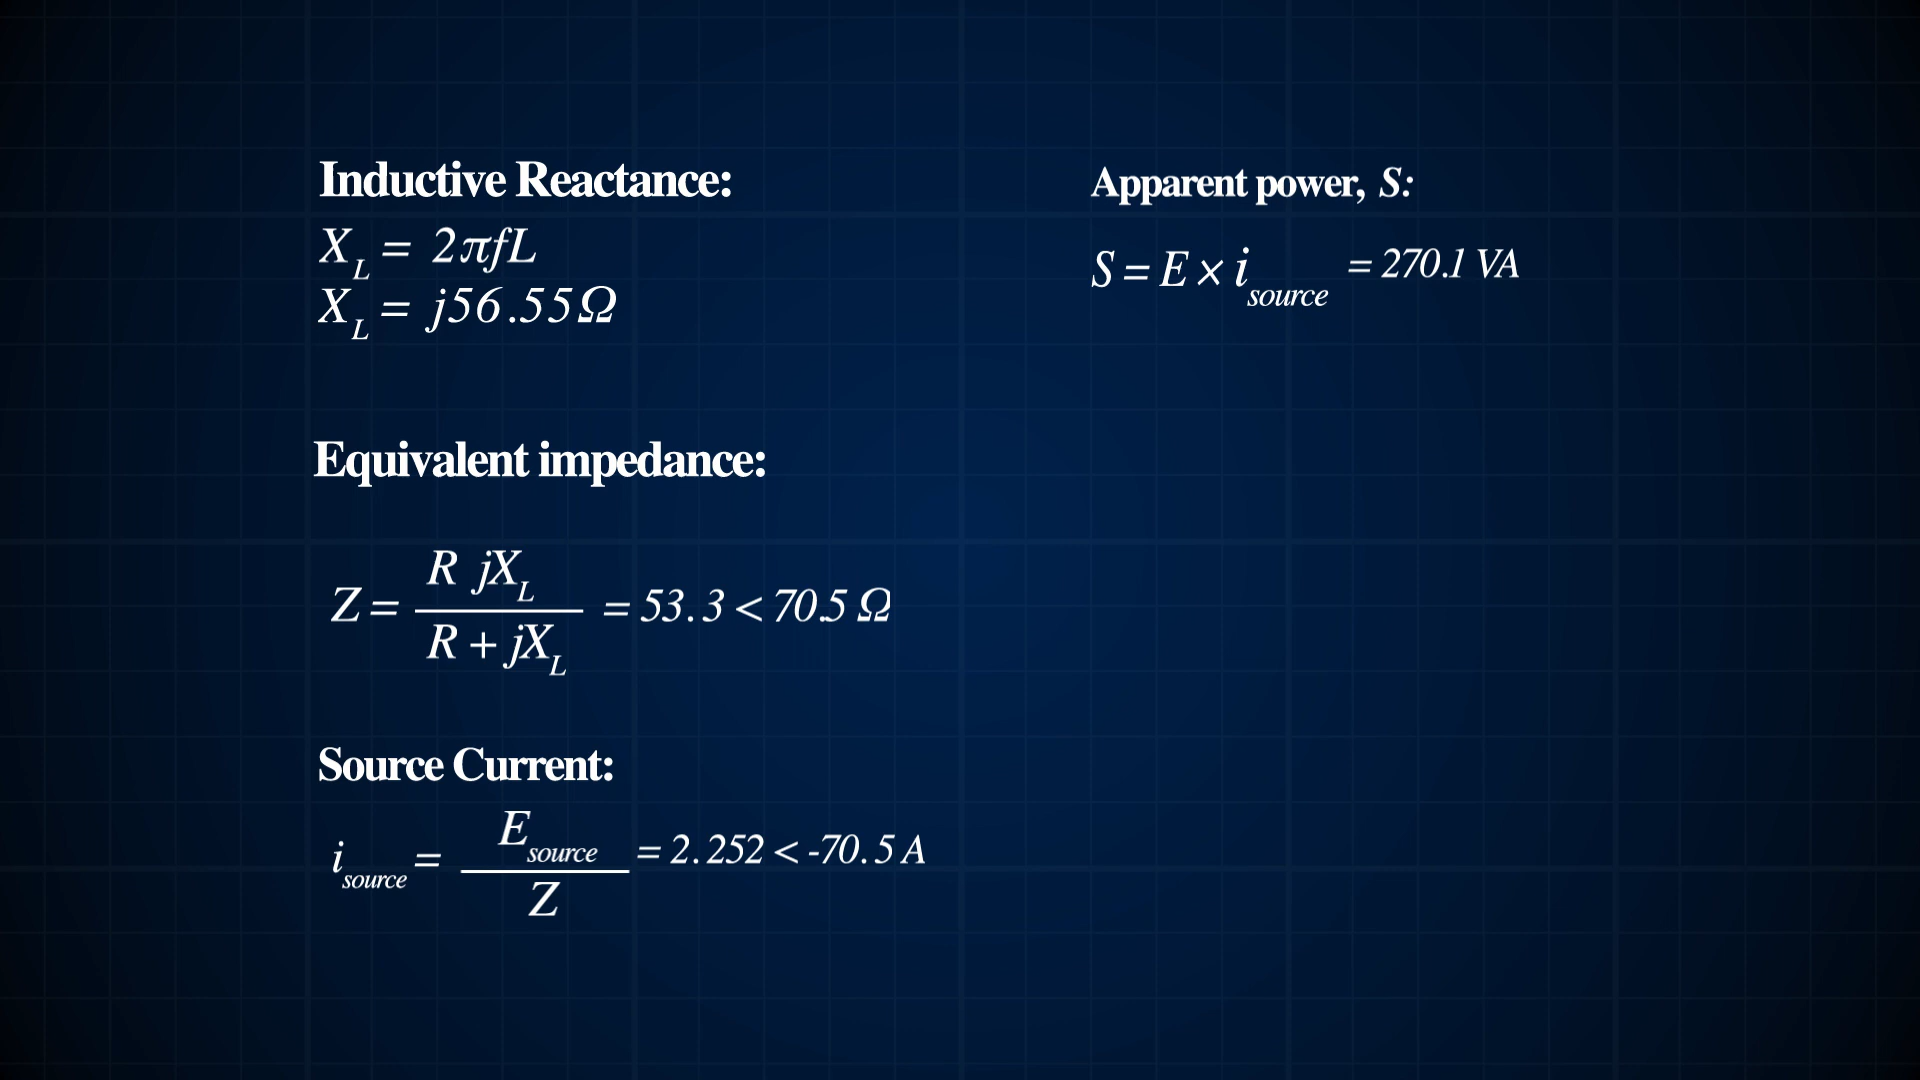 Inductive Reactance:
X_L = 2πfL
X_L = j56.55Ω
Equivalent impedance:
Z = R jX_L / R + jX_L = 53.3 < 70.5 Ω
Source Current:
i_source = E_source / Z = 2.252 < -70.5 A
Apparent power, S:
S = E × i_source = 270.1 VA